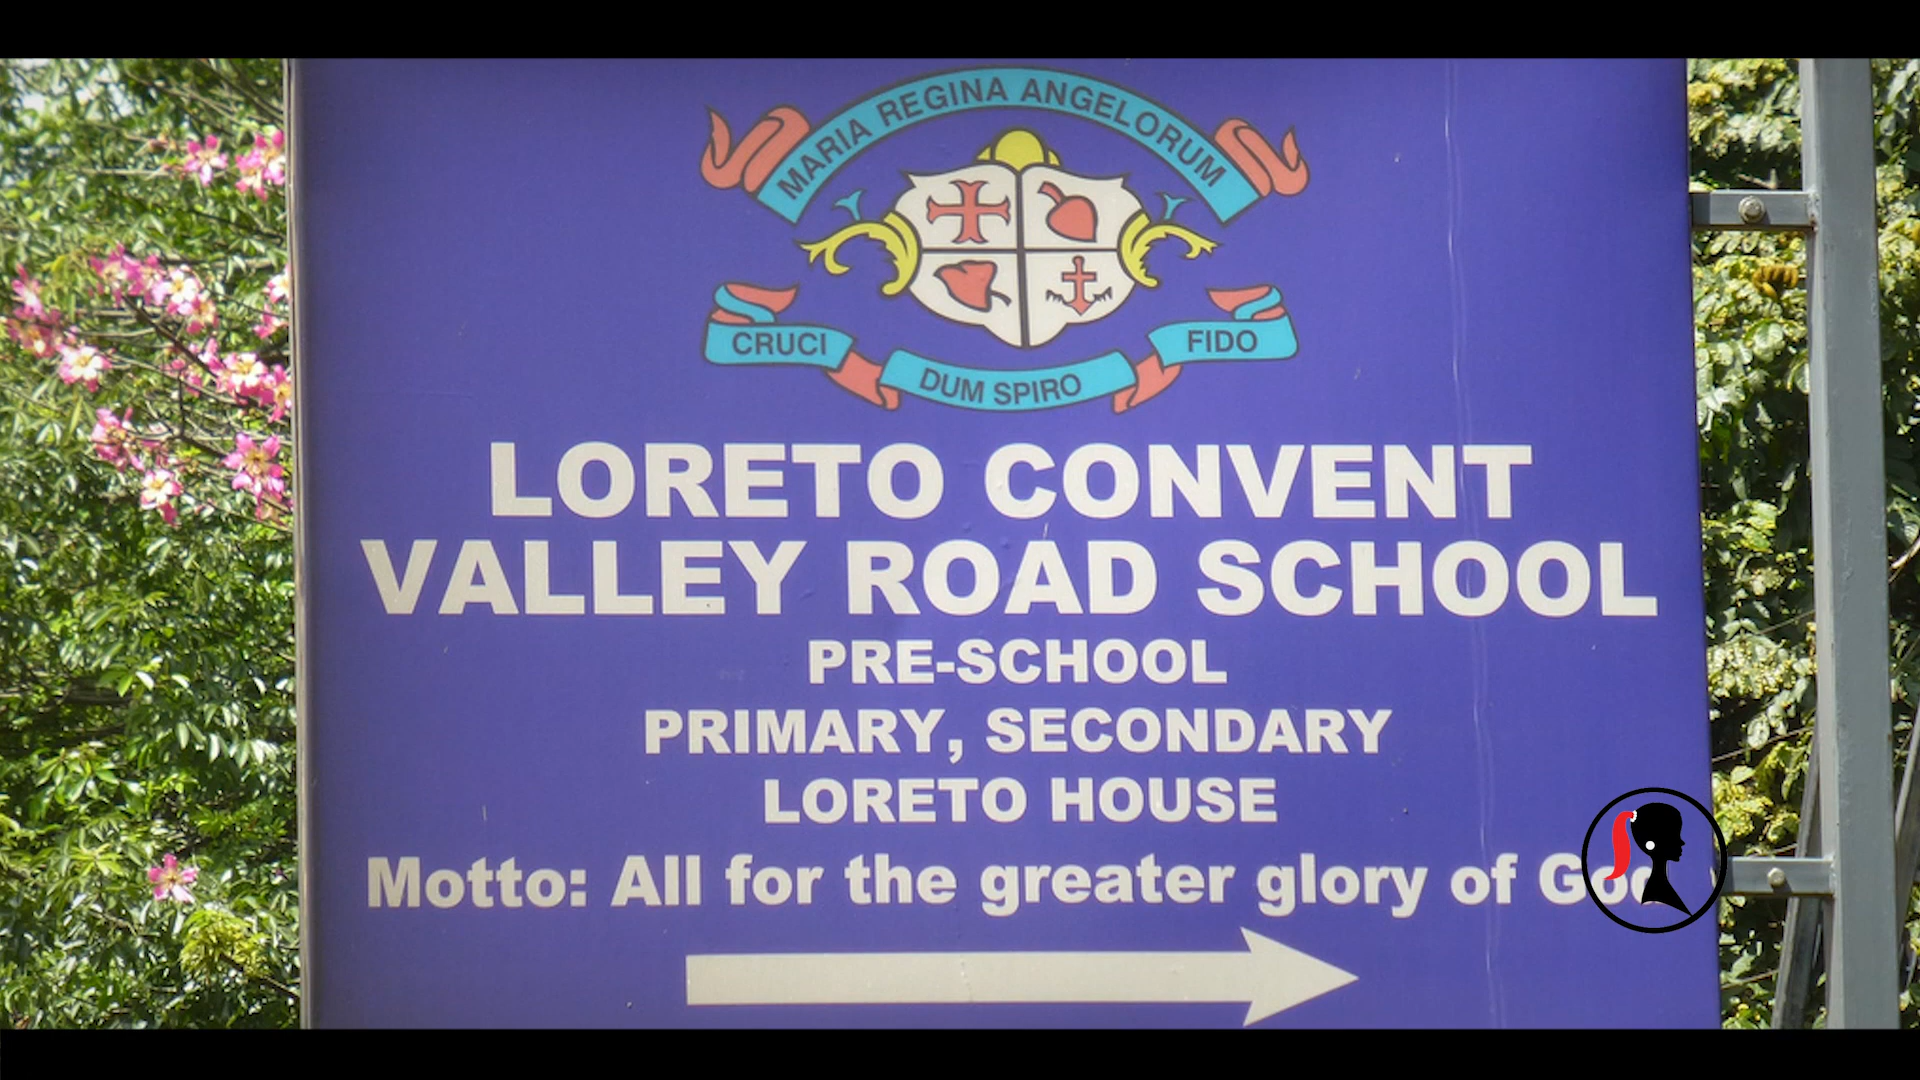 MARIA REGINA ANGELORUM
CRUCI DUM SPIRO FIDO
LORETO CONVENT
VALLEY ROAD SCHOOL
PRE-SCHOOL
PRIMARY, SECONDARY
LORETO HOUSE
Motto: All for the greater glory of God